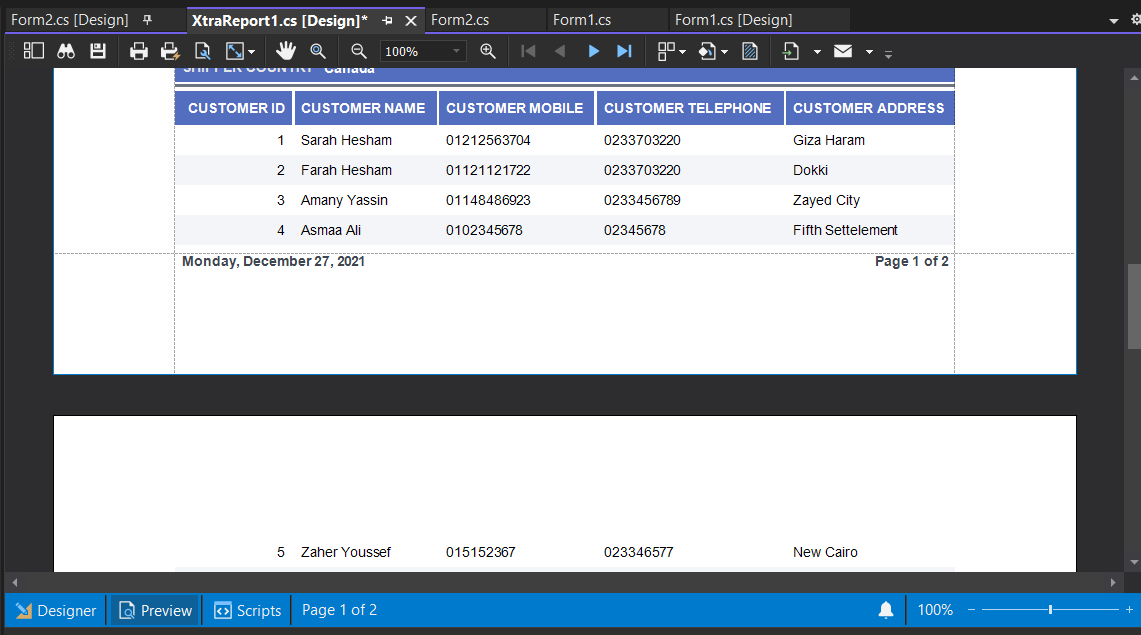 Form2.cs [Design]
XtraReport1.cs [Design]*
Form2.cs
Form1.cs
Form1.cs [Design]
100%
SHIPPER COUNTRY Canada
CUSTOMER ID CUSTOMER NAME CUSTOMER MOBILE CUSTOMER TELEPHONE CUSTOMER ADDRESS
1 Sarah Hesham 01212563704 0233703220 Giza Haram
2 Farah Hesham 01121121722 0233703220 Dokki
3 Amany Yassin 01148486923 0233456789 Zayed City
4 Asmaa Ali 0102345678 02345678 Fifth Settelement
Monday, December 27, 2021 Page 1 of 2
5 Zaher Youssef 015152367 023346577 New Cairo
Designer Preview Scripts Page 1 of 2 100%